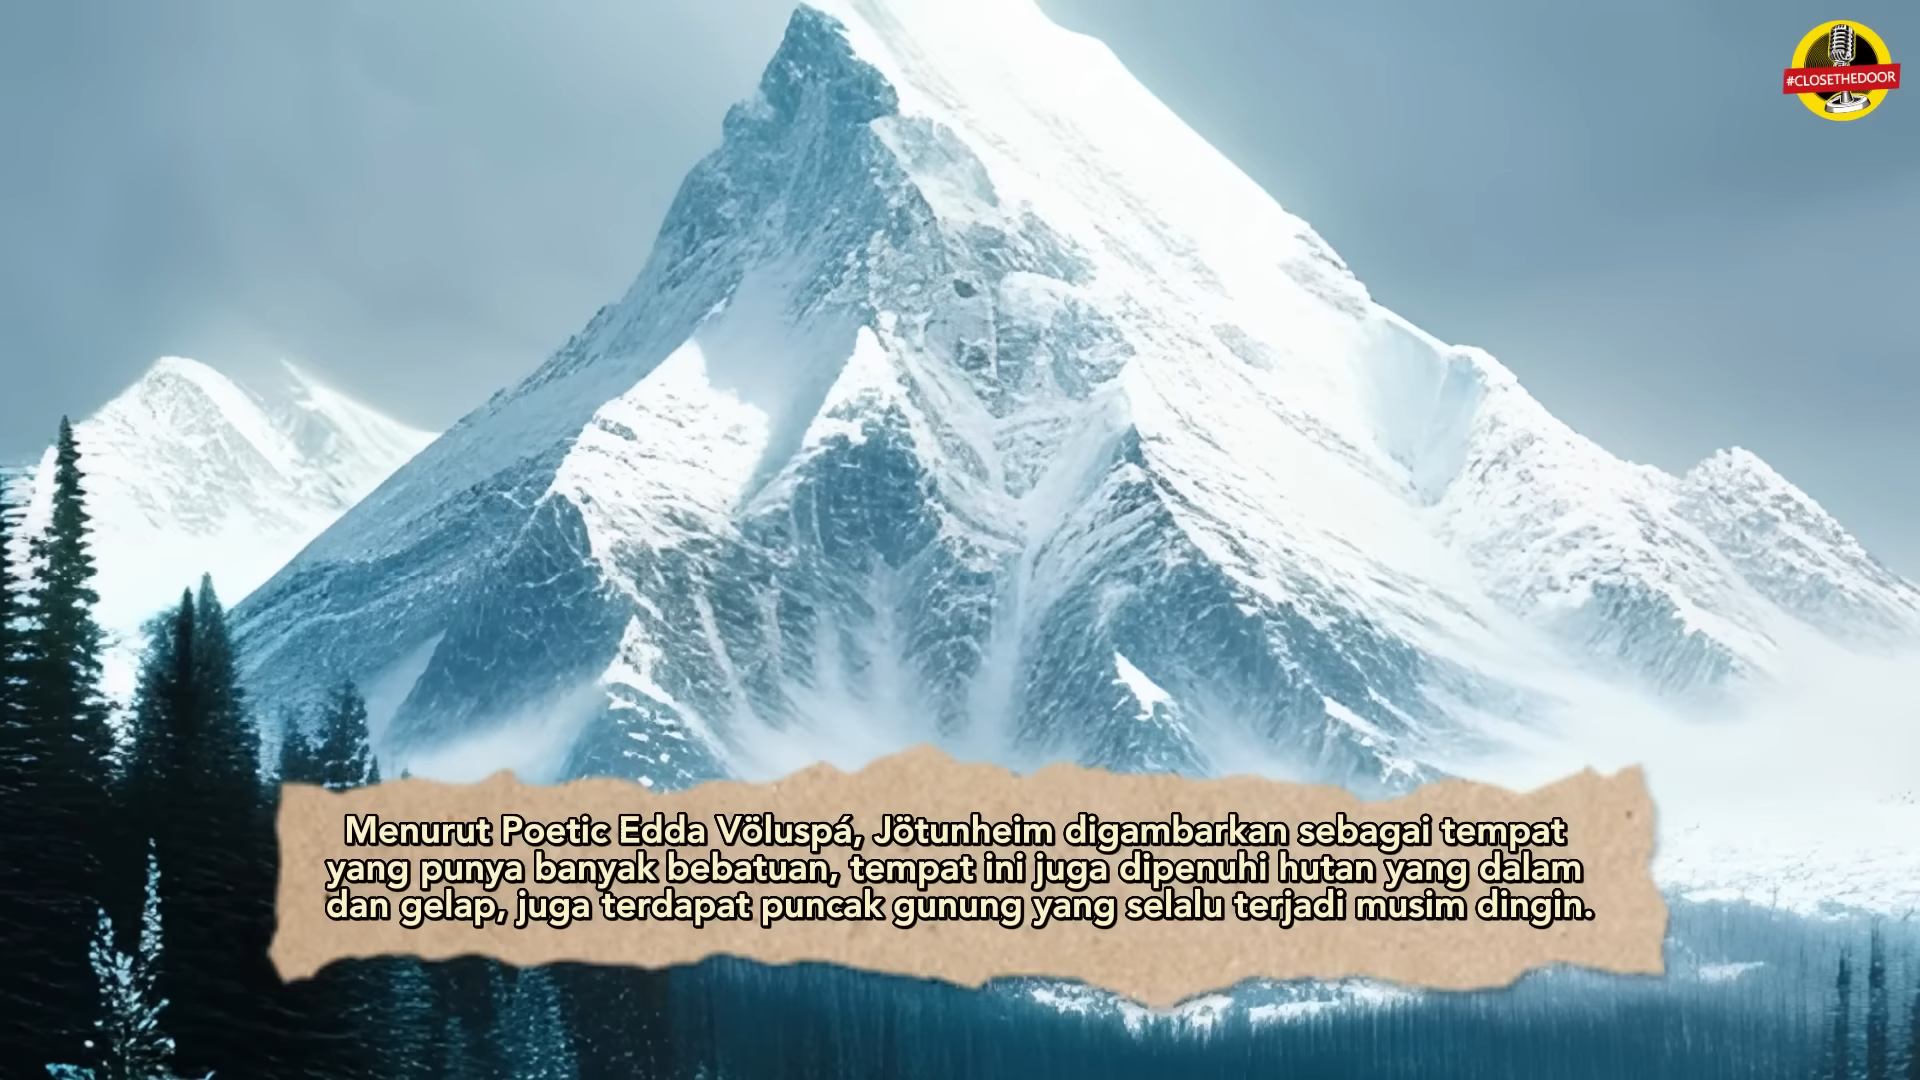 #CLOSETHEDOOR
Menurut Poetic Edda Völuspá, Jötunheim digambarkan sebagai tempat
yang punya banyak bebatuan, tempat ini juga dipenuhi hutan yang dalam
dan gelap, juga terdapat puncak gunung yang selalu terjadi musim dingin.